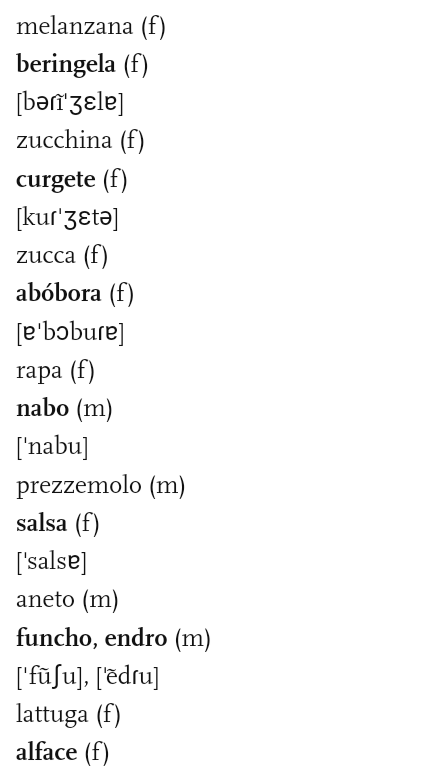 melanzana (f)
beringela (f)
[bəɾĩˈʒɛlɐ]
zucchina (f)
curgete (f)
[kuɾˈʒɛtə]
zucca (f)
abóbora (f)
[ɐˈbɔbuɾɐ]
rapa (f)
nabo (m)
[ˈnabu]
prezzemolo (m)
salsa (f)
[ˈsalsɐ]
aneto (m)
funcho, endro (m)
[ˈfũʃu], [ˈẽdɾu]
lattuga (f)
alface (f)